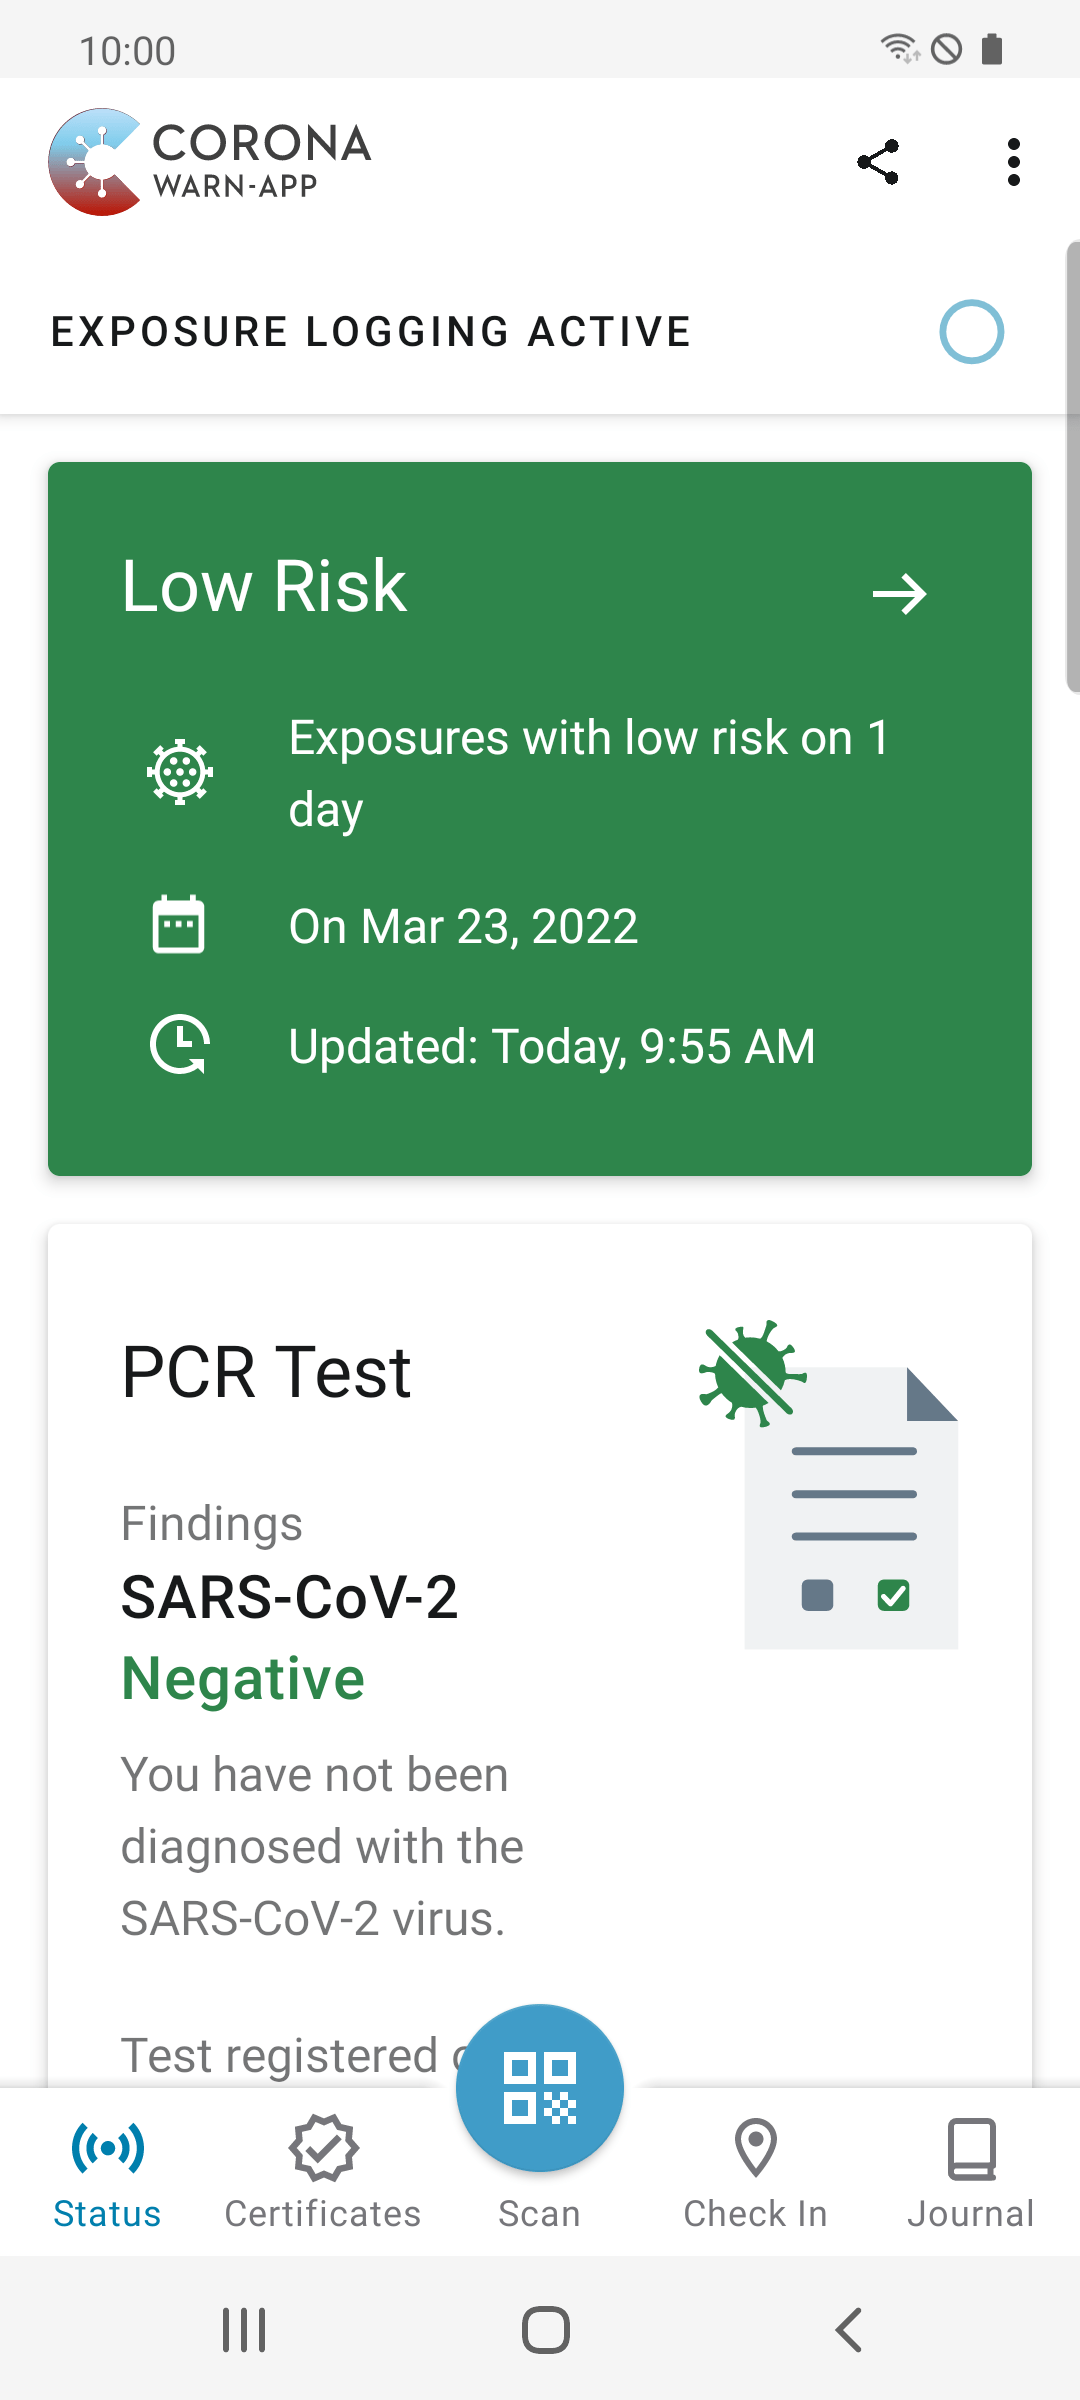 10:00
CORONA
WARN-APP
EXPOSURE LOGGING ACTIVE
Low Risk
Exposures with low risk on 1
day
On Mar 23, 2022
Updated: Today, 9:55 AM
PCR Test
Findings
SARS-CoV-2
Negative
You have not been
diagnosed with the
SARS-CoV-2 virus.
Test registered
Status
Certificates
Scan
Check In
Journal